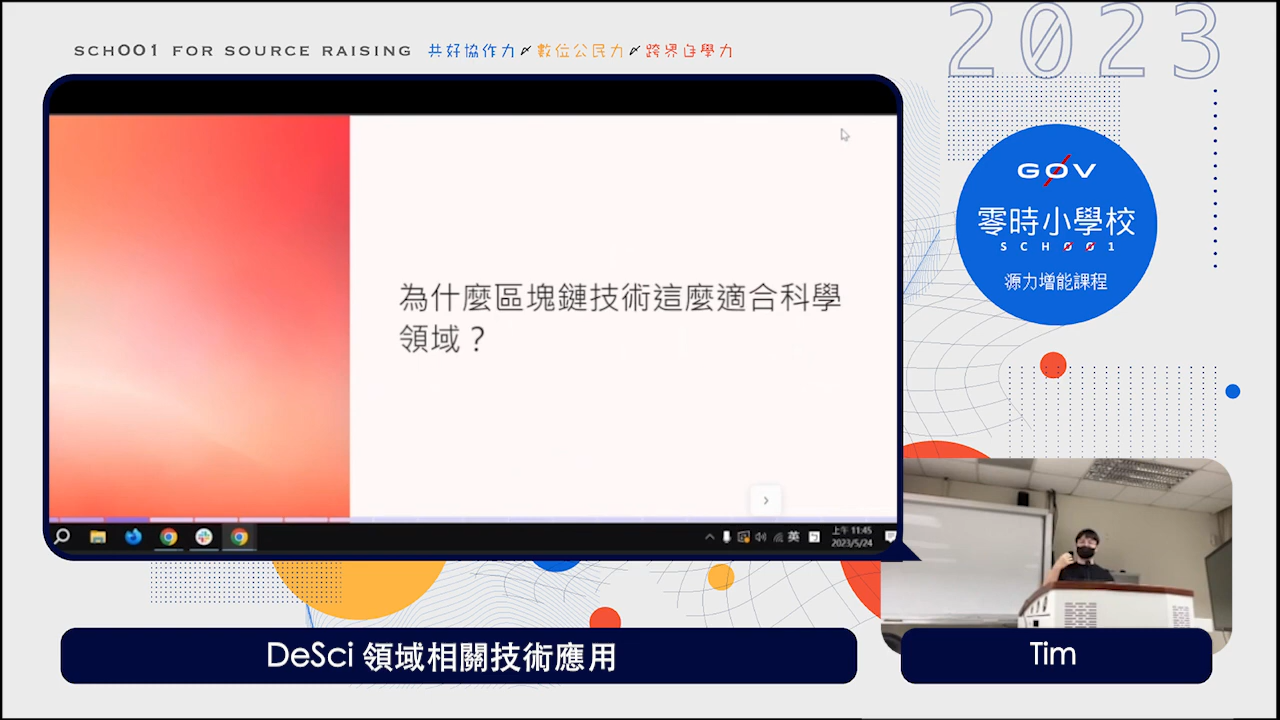 2023
SCHOO1 FOR SOURCE RAISING 共好協作力 數位公民力 跨界自學力
GOV
零時小學校
SCHOO1
源力增能課程
為什麼區塊鏈技術這麼適合科學
領域？
英
上午 11:45
2023/5/24
DeSci 領域相關技術應用
Tim